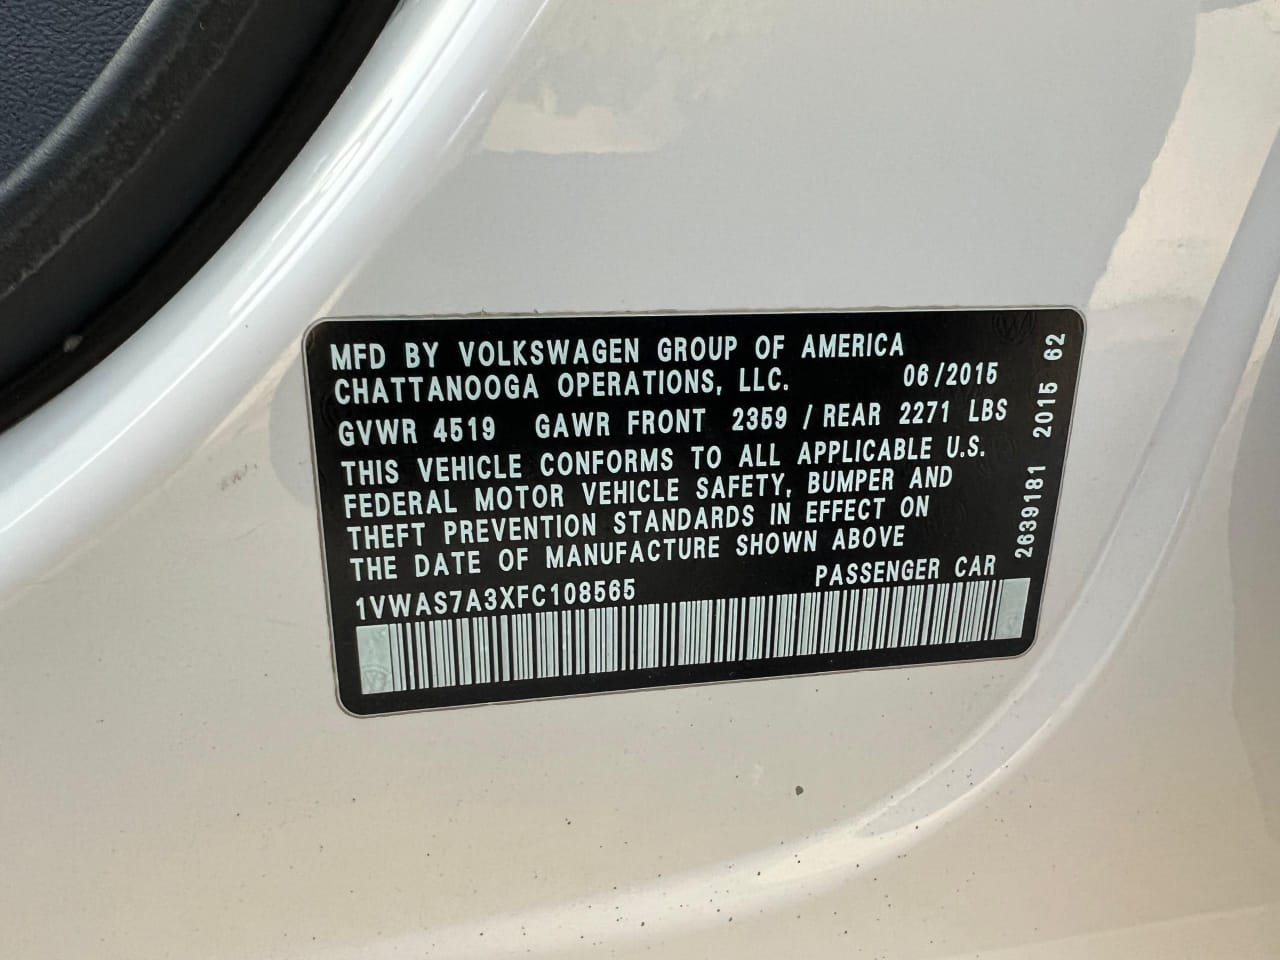 MFD BY VOLKSWAGEN GROUP OF AMERICA
CHATTANOOGA OPERATIONS, LLC. 06/2015
GVWR 4519 GAWR FRONT 2359 / REAR 2271 LBS
THIS VEHICLE CONFORMS TO ALL APPLICABLE U.S.
FEDERAL MOTOR VEHICLE SAFETY, BUMPER AND
THEFT PREVENTION STANDARDS IN EFFECT ON
THE DATE OF MANUFACTURE SHOWN ABOVE
1VWAS7A3XFC108565 PASSENGER CAR
2639181 2015 62